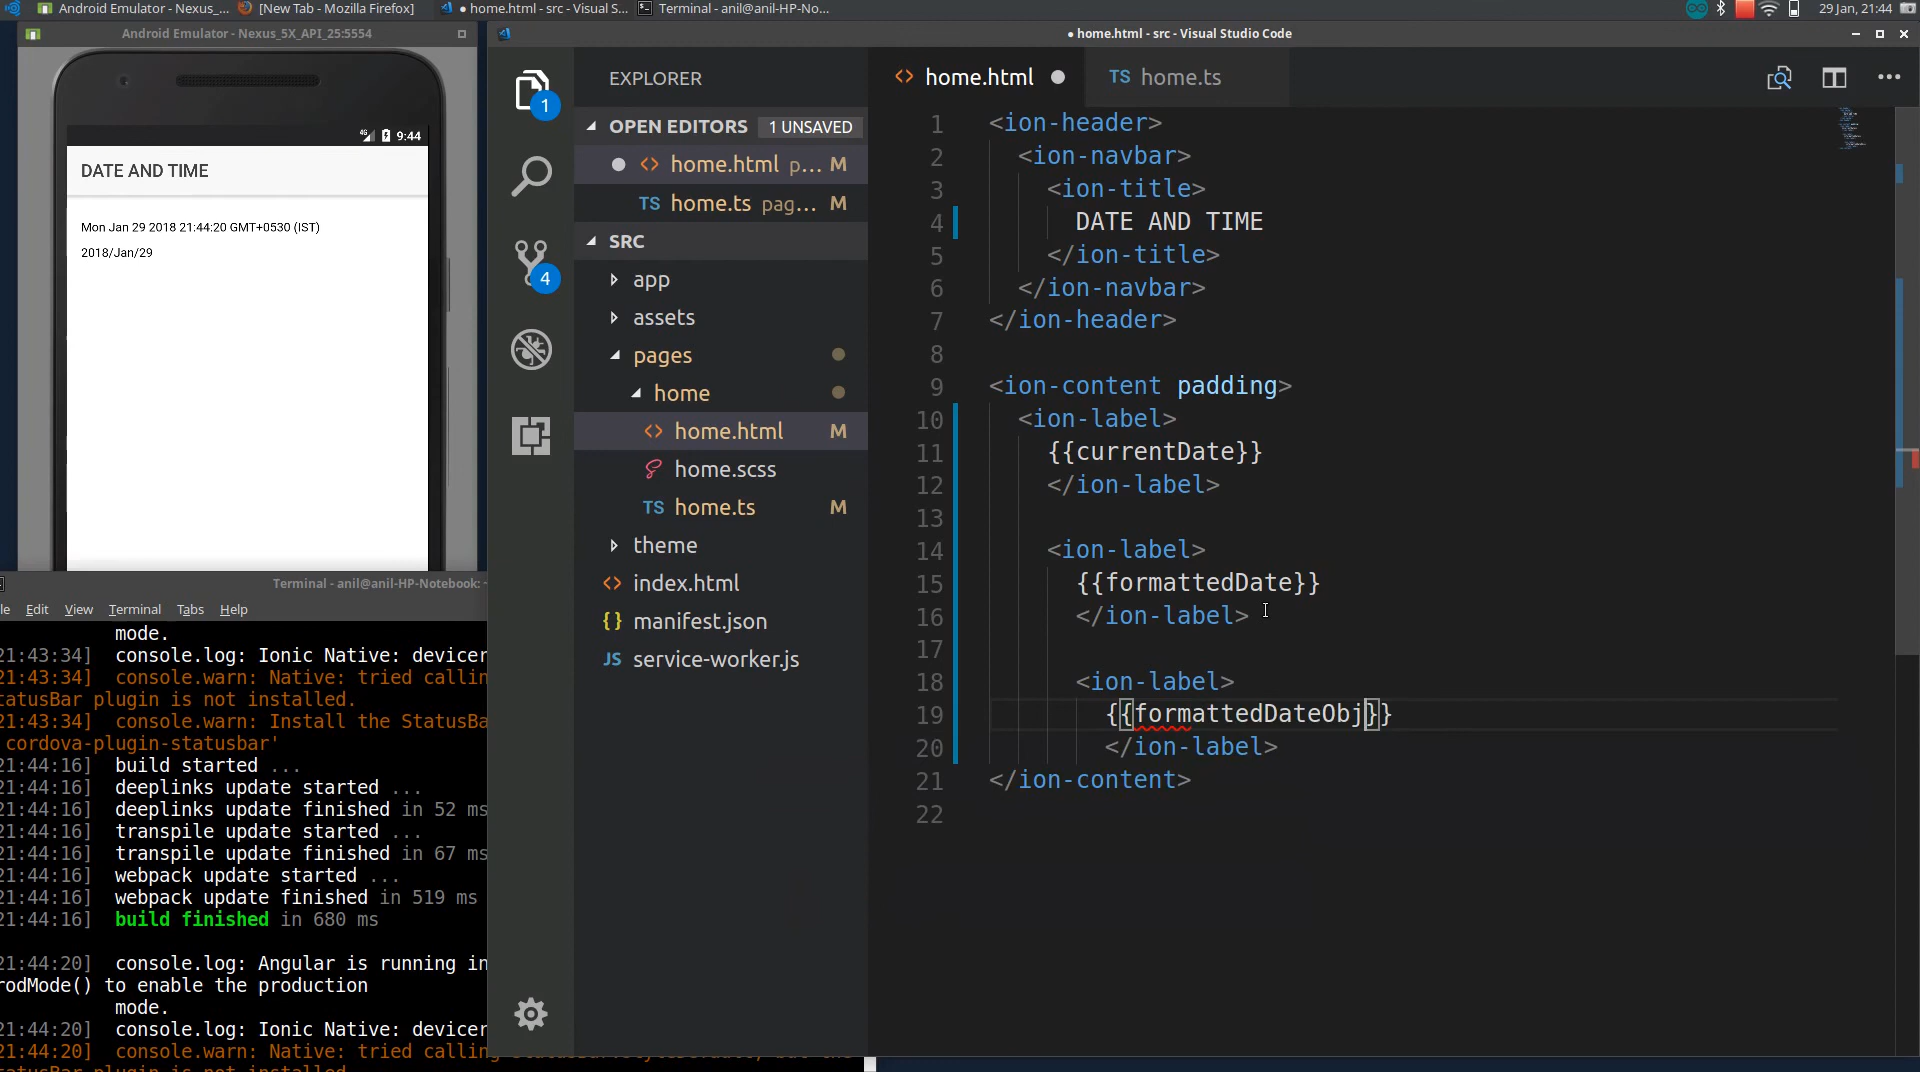 Android Emulator - Nexus_...
[New Tab - Mozilla Firefox]
● home.html - src - Visual S...
Terminal - anil@anil-HP-No...
29 Jan, 21:44
Android Emulator - Nexus_5X_API_25:5554
4G
9:44
DATE AND TIME
Mon Jan 29 2018 21:44:20 GMT+0530 (IST)
2018/Jan/29
Terminal - anil@anil-HP-Notebook: ~
le Edit View Terminal Tabs Help
mode.
21:43:34] console.log: Ionic Native: devicer
21:43:34] console.warn: Native: tried callin
tatusBar plugin is not installed.
21:43:34] console.warn: Install the StatusBa
cordova-plugin-statusbar'
21:44:16] build started ...
21:44:16] deeplinks update started ...
21:44:16] deeplinks update finished in 52 ms
21:44:16] transpile update started ...
21:44:16] transpile update finished in 67 ms
21:44:16] webpack update started ...
21:44:16] webpack update finished in 519 ms
21:44:16] build finished in 680 ms
21:44:20] console.log: Angular is running in
rodMode() to enable the production
mode.
21:44:20] console.log: Ionic Native: devicer
21:44:20] console.warn: Native: tried calling
tatusBar plugin is not installed
● home.html - src - Visual Studio Code
1
4
EXPLORER
OPEN EDITORS 1 UNSAVED
<> home.html p... M
TS home.ts pag... M
SRC
app
assets
pages
home
<> home.html M
home.scss
TS home.ts M
theme
<> index.html
{} manifest.json
JS service-worker.js
<> home.html ●
TS home.ts
1 <ion-header>
2 <ion-navbar>
3 <ion-title>
4 DATE AND TIME
5 </ion-title>
6 </ion-navbar>
7 </ion-header>
8
9 <ion-content padding>
10 <ion-label>
11 {{currentDate}}
12 </ion-label>
13
14 <ion-label>
15 {{formattedDate}}
16 </ion-label>
17
18 <ion-label>
19 {{formattedDateObj}}
20 </ion-label>
21 </ion-content>
22